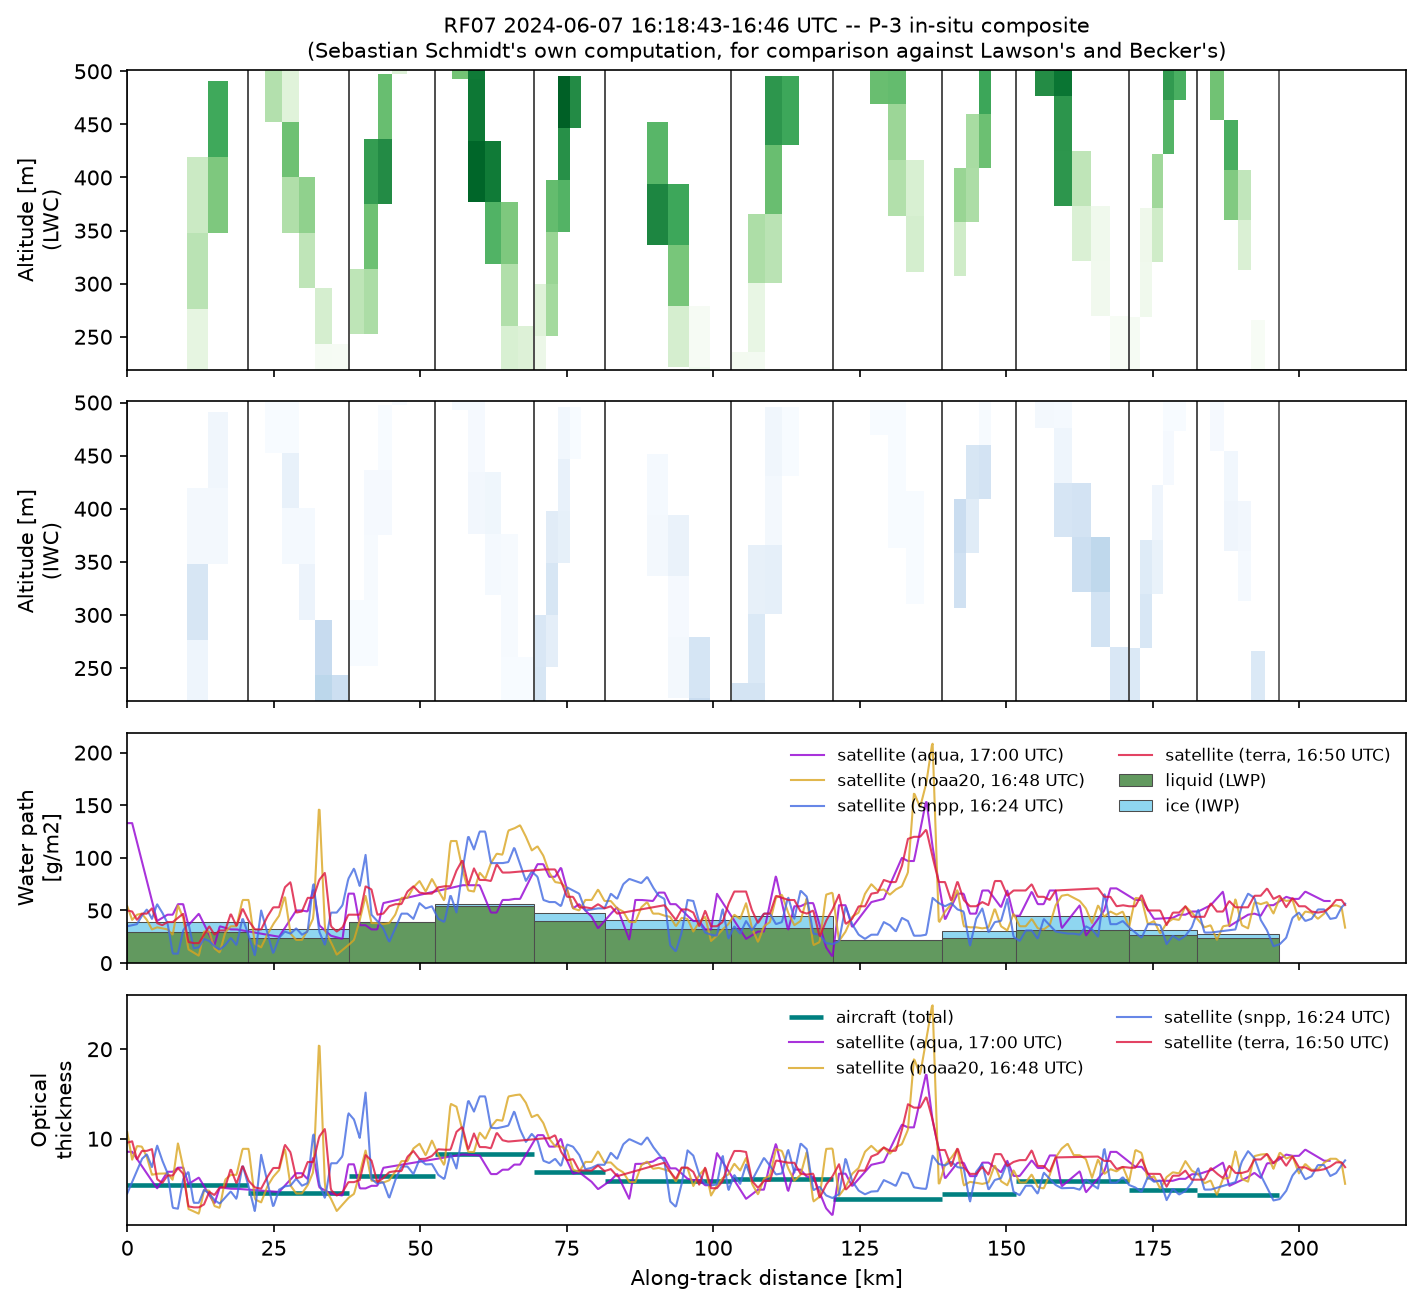 RF07 2024-06-07 16:18:43-16:46 UTC -- P-3 in-situ composite
(Sebastian Schmidt's own computation, for comparison against Lawson's and Becker's)
500
450
400
350
300
250
Altitude [m]
(LWC)
500
450
400
350
300
250
Altitude [m]
(IWC)
200
150
100
50
0
Water path
[g/m2]
satellite (aqua, 17:00 UTC)
satellite (noaa20, 16:48 UTC)
satellite (snpp, 16:24 UTC)
satellite (terra, 16:50 UTC)
liquid (LWP)
ice (IWP)
20
10
Optical
thickness
aircraft (total)
satellite (aqua, 17:00 UTC)
satellite (noaa20, 16:48 UTC)
satellite (snpp, 16:24 UTC)
satellite (terra, 16:50 UTC)
0 25 50 75 100 125 150 175 200
Along-track distance [km]